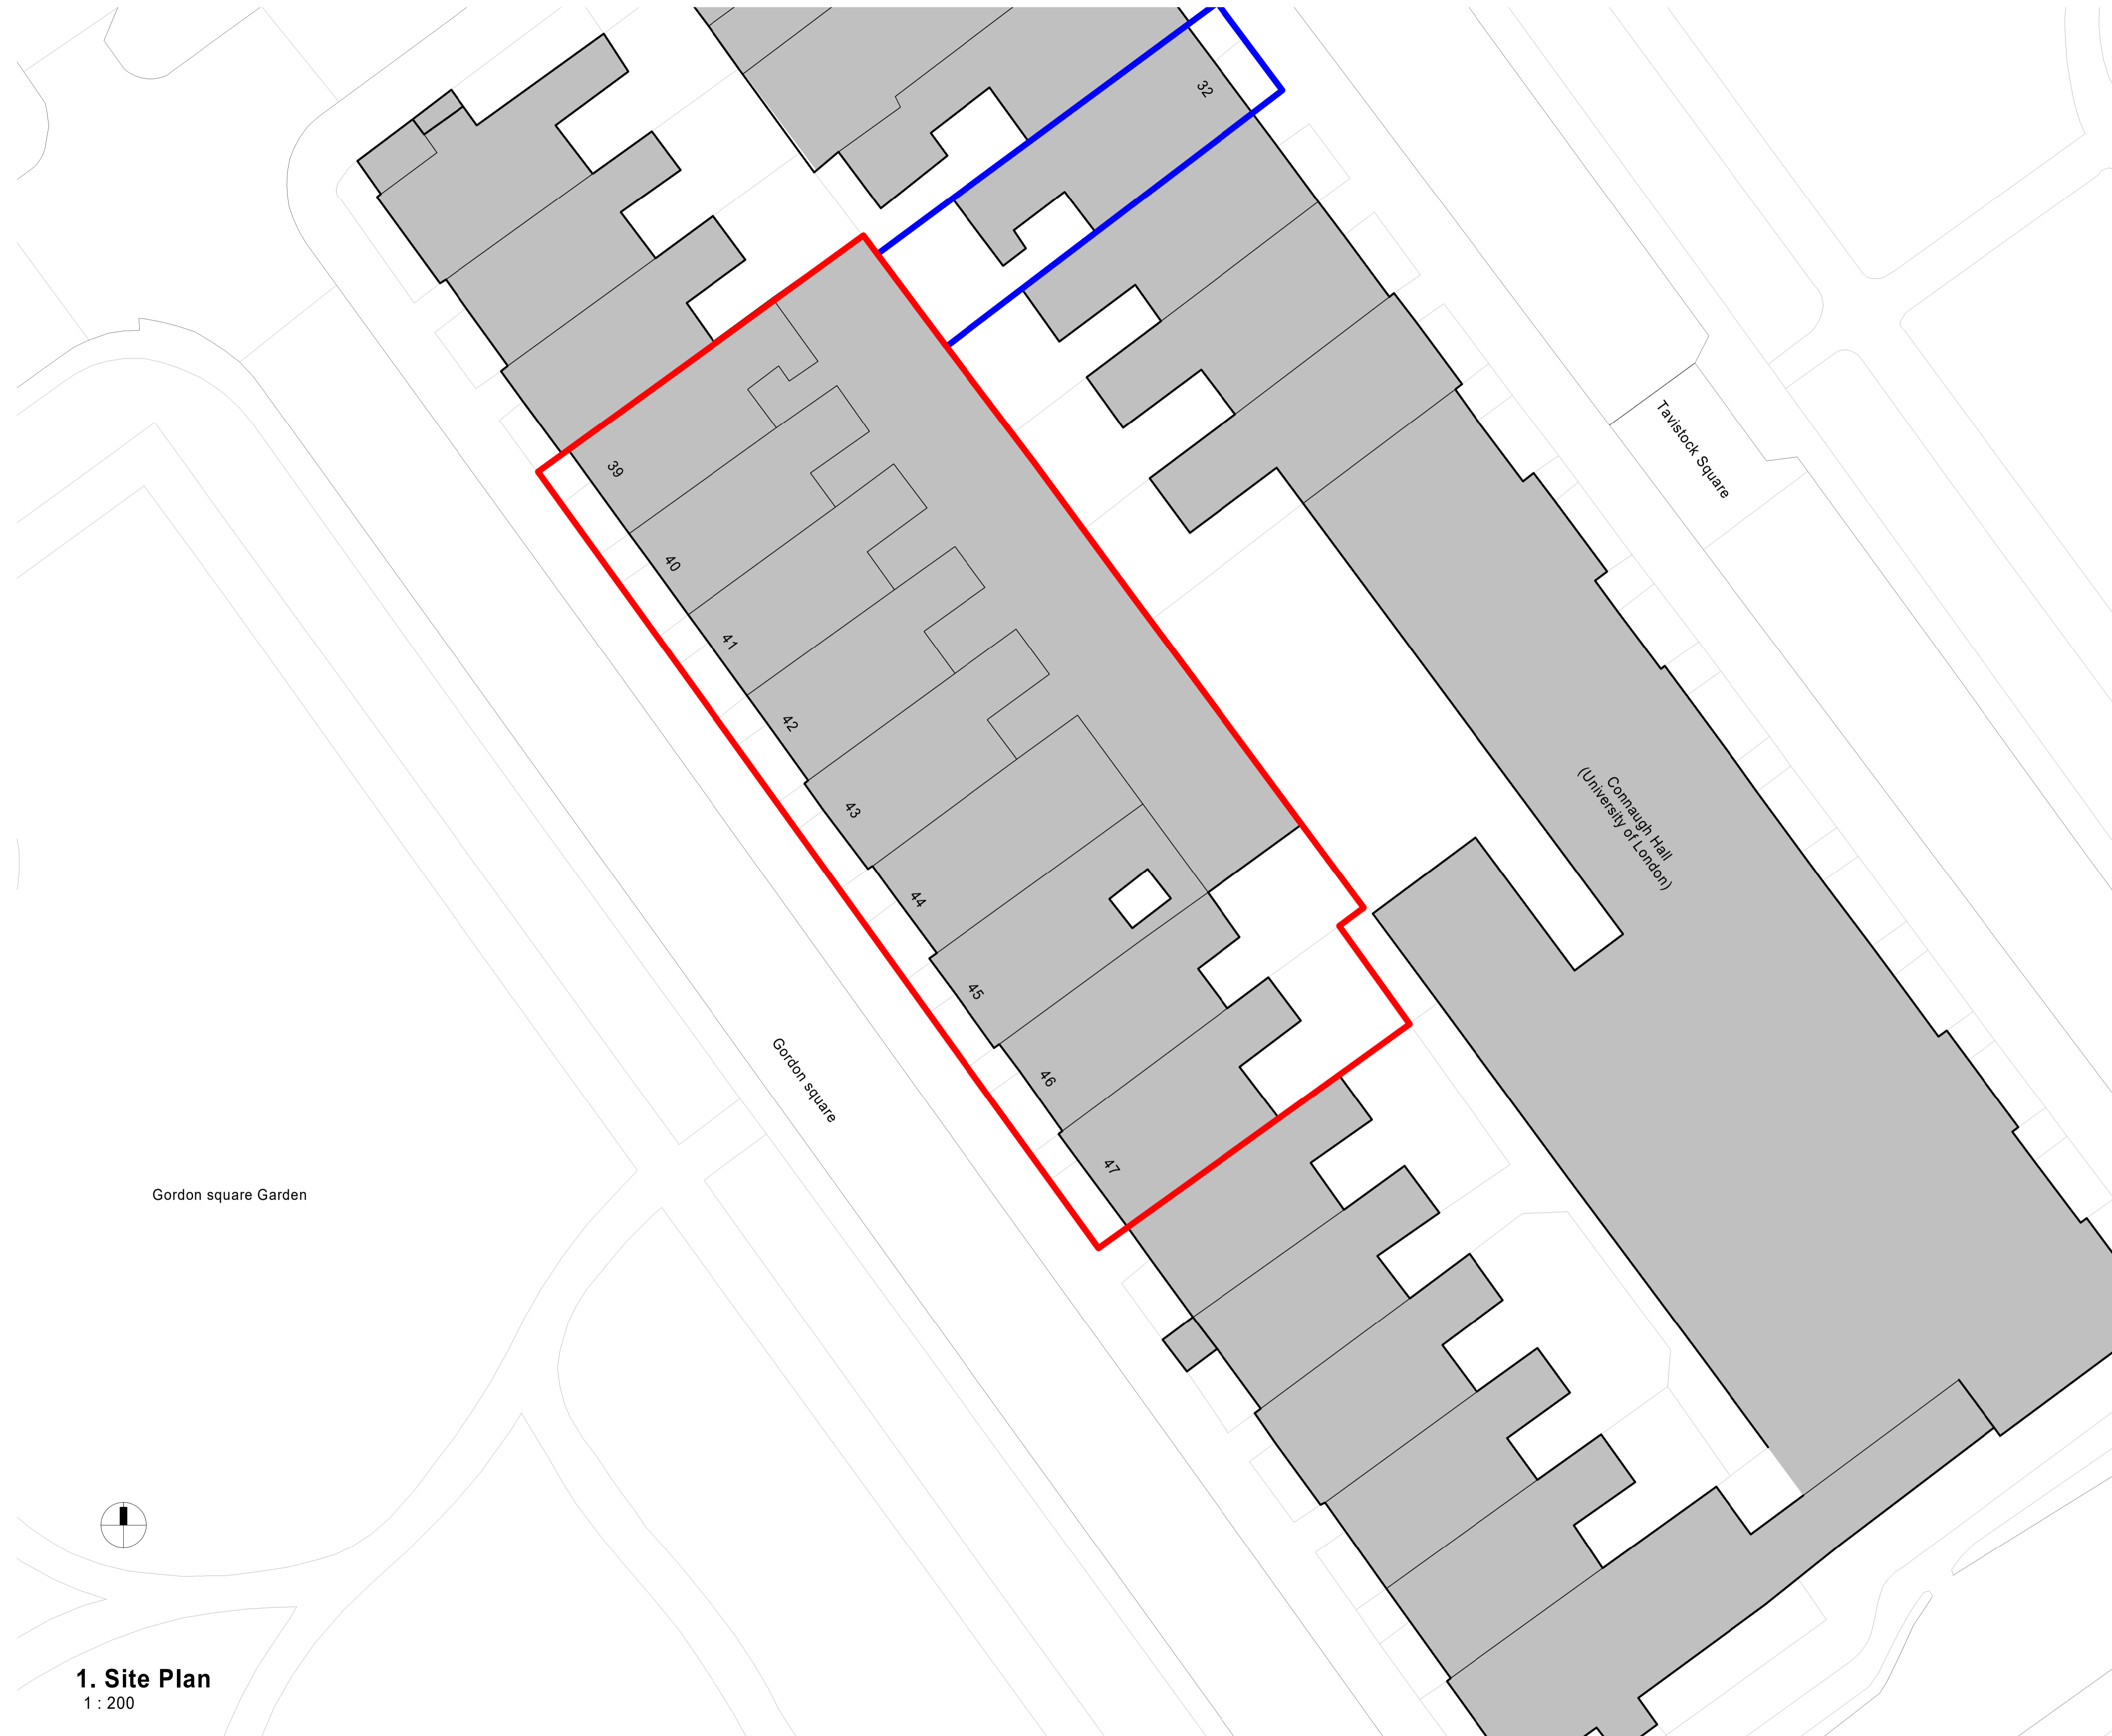 32
Tavistock Square
39
40
41
42
43
44
45
46
47
Connaugh Hall
(University of London)
Gordon square
Gordon square Garden
1. Site Plan
1 : 200